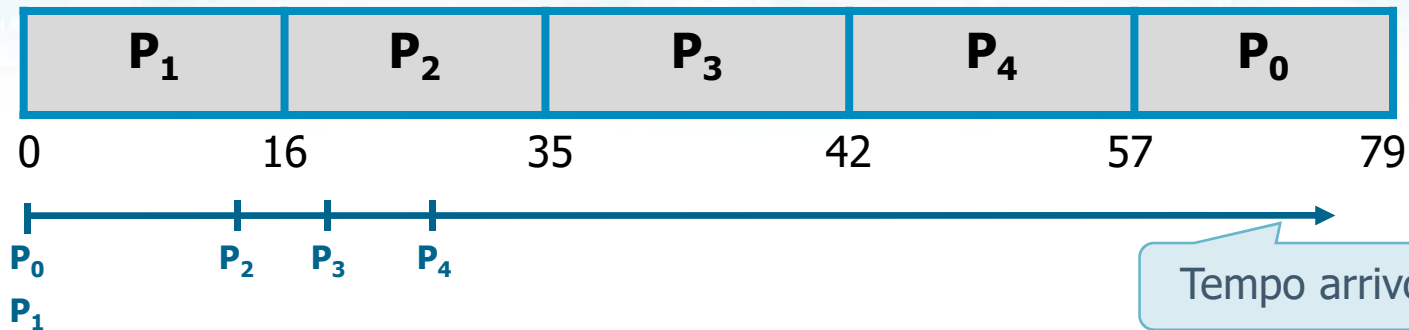 P₁ P₂ P₃ P₄ P₀
0 16 35 42 57 79
P₀ P₂ P₃ P₄
P₁
Tempo arrivo